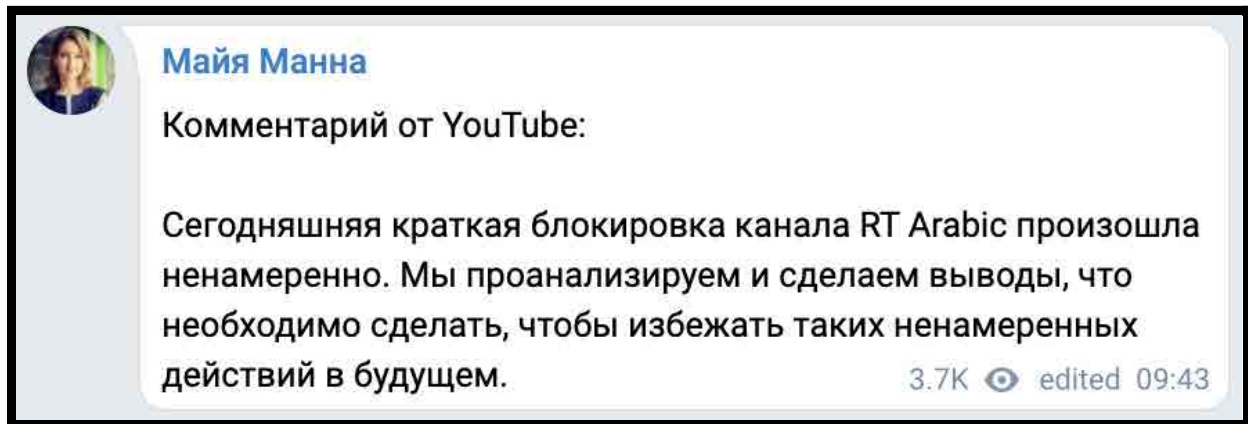 Майя Манна
Комментарий от YouTube:
Сегодняшняя краткая блокировка канала RT Arabic произошла
ненамеренно. Мы проанализируем и сделаем выводы, что
необходимо сделать, чтобы избежать таких ненамеренных
действий в будущем.
3.7K edited 09:43